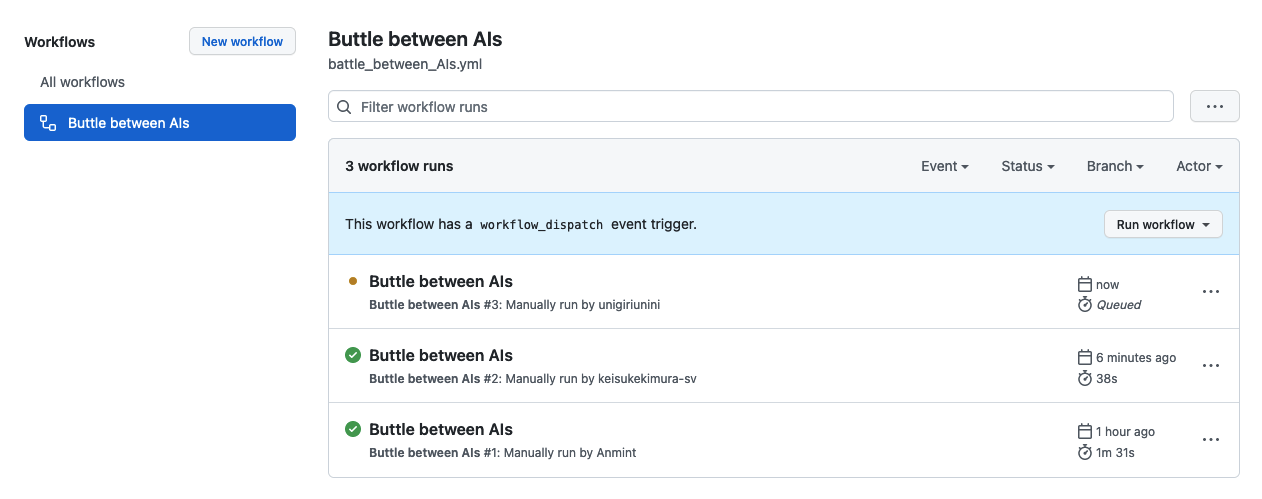 Workflows
New workflow
All workflows
Buttle between AIs
Buttle between AIs
battle_between_AIs.yml
Filter workflow runs
3 workflow runs
Event
Status
Branch
Actor
This workflow has a workflow_dispatch event trigger.
Run workflow
Buttle between AIs
Buttle between AIs #3: Manually run by unigiriunini
now
Queued
Buttle between AIs
Buttle between AIs #2: Manually run by keisukekimura-sv
6 minutes ago
38s
Buttle between AIs
Buttle between AIs #1: Manually run by Anmint
1 hour ago
1m 31s